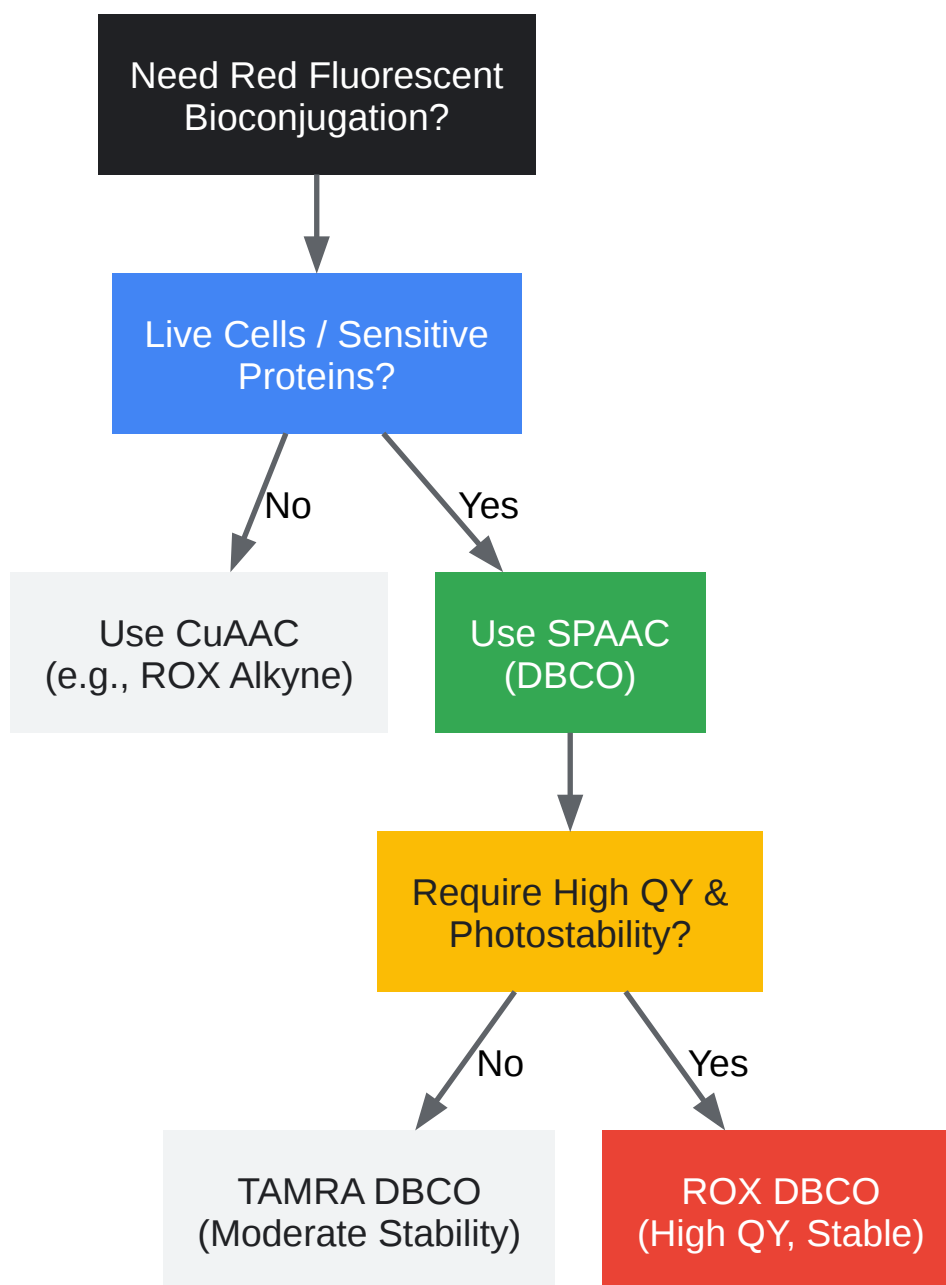 Need Red Fluorescent
Bioconjugation?
Live Cells / Sensitive
Proteins?
No
Yes
Use CuAAC
(e.g., ROX Alkyne)
Use SPAAC
(DBCO)
Require High QY &
Photostability?
No
Yes
TAMRA DBCO
(Moderate Stability)
ROX DBCO
(High QY, Stable)